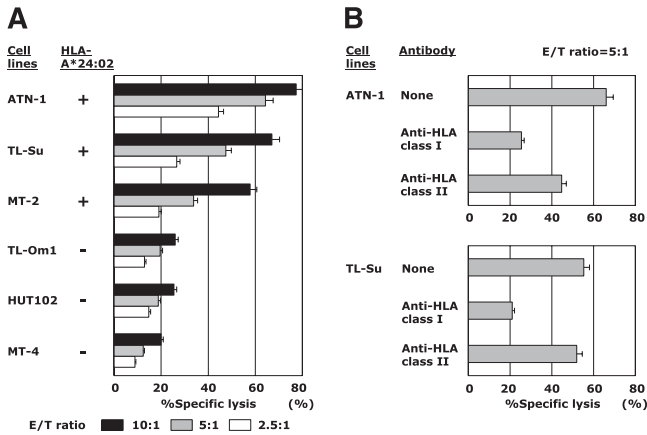 A
Cell lines
HLA-A*24:02
ATN-1 +
TL-Su +
MT-2 +
TL-Om1 -
HUT102 -
MT-4 -
0 20 40 60 80
%Specific lysis (%)
E/T ratio 10:1 5:1 2.5:1
B
Cell lines
Antibody
E/T ratio=5:1
ATN-1 None
Anti-HLA
class I
Anti-HLA
class II
0 20 40 60 80
TL-Su None
Anti-HLA
class I
Anti-HLA
class II
0 20 40 60 80
%Specific lysis (%)